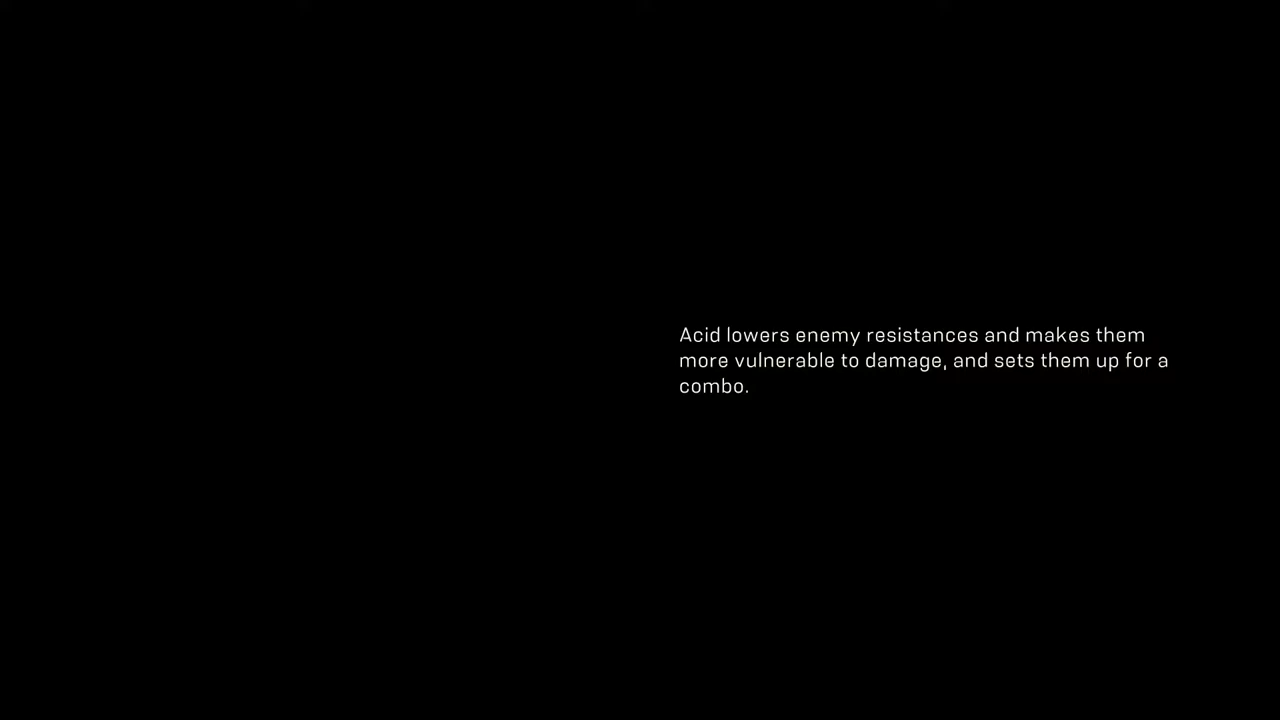 Acid lowers enemy resistances and makes them
more vulnerable to damage, and sets them up for a
combo.